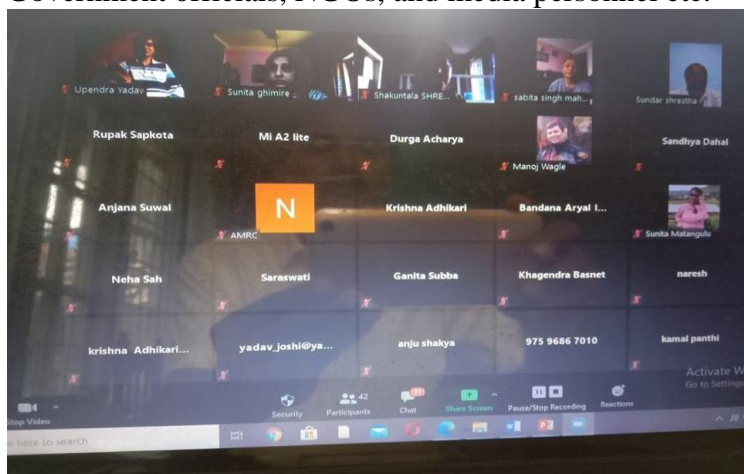 Government officials, NGOs, and media personnel etc.
Upendra Yadav
Sunita ghimire
Shakuntala SHRE...
sabita singh mah...
Sundar shrestha
Rupak Sapkota
Mi A2 lite
Durga Acharya
Manoj Wagle
Sandhya Dahal
Anjana Suwal
N
AMRC
Krishna Adhikari
Bandana Aryal I...
Sunita Matangulu
Neha Sah
Saraswati
Ganita Subba
Khagendra Basnet
naresh
krishna Adhikari...
yadav_joshi@ya...
anju shakya
975 9686 7010
kamal panthi
Activate W
Go to Settings
Stop Video
Security
42
Participants
37
Chat
Share Screen
Pause/Stop Recording
Reactions
e here to search